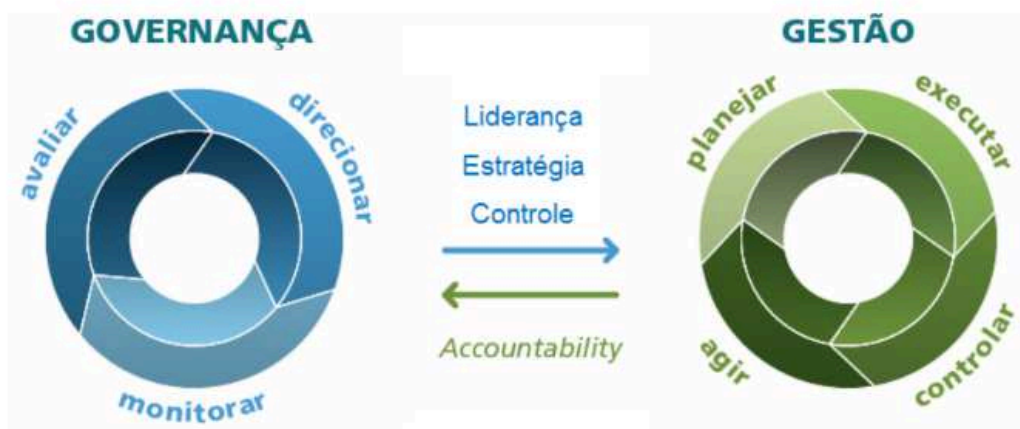 GOVERNANÇA
avaliar
direcionar
monitorar
Liderança
Estratégia
Controle
Accountability
GESTÃO
planejar
executar
controlar
agir